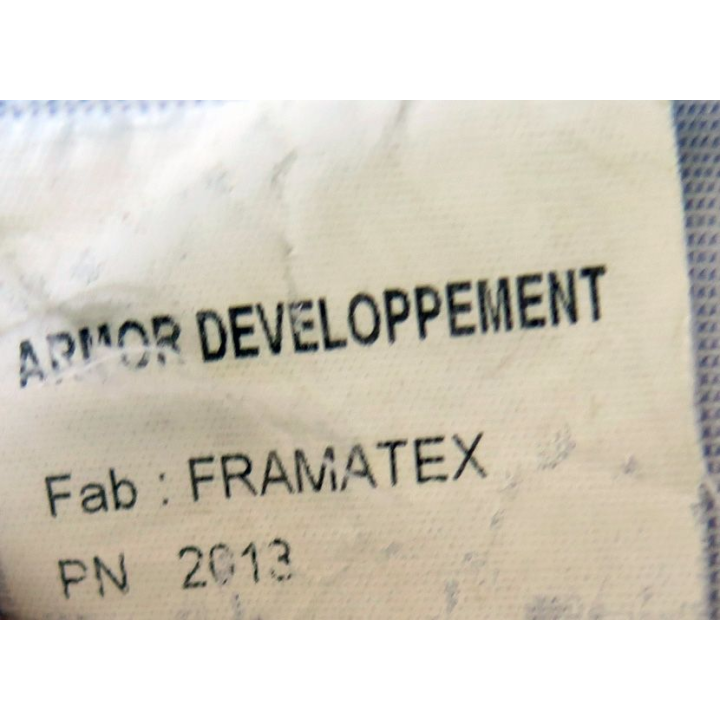 ARMOR DEVELOPPEMENT
Fab : FRAMATEX
PN 2013